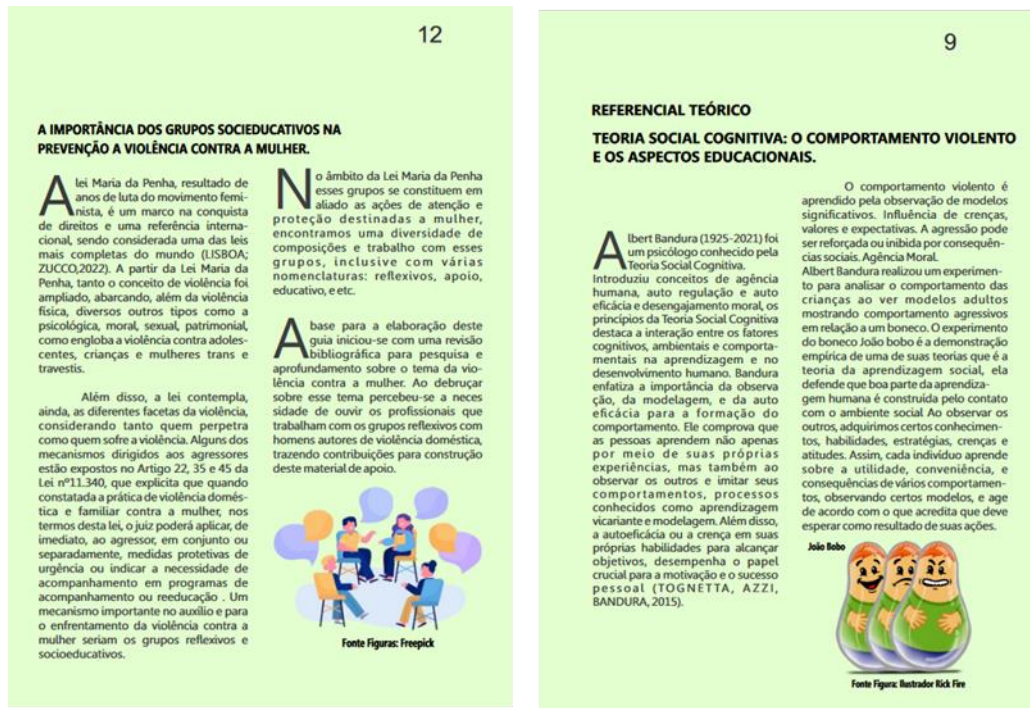 12
A IMPORTÂNCIA DOS GRUPOS SOCIEDUCATIVOS NA
PREVENÇÃO A VIOLÊNCIA CONTRA A MULHER.
A lei Maria da Penha, resultado de
anos de luta do movimento femi-
nista, é um marco na conquista
de direitos e uma referência interna-
cional, sendo considerada uma das leis
mais completas do mundo (LISBOA;
ZUCCO,2022). A partir da Lei Maria da
Penha, tanto o conceito de violência foi
ampliado, abarcando, além da violência
física, diversos outros tipos como a
psicológica, moral, sexual, patrimonial,
como engloba a violência contra adoles-
centes, crianças e mulheres trans e
travestis.
Além disso, a lei contempla,
ainda, as diferentes facetas da violência,
considerando tanto quem perpetra
como quem sofre a violência. Alguns dos
mecanismos dirigidos aos agressores
estão expostos no Artigo 22, 35 e 45 da
Lei nº11.340, que explicita que quando
constatada a prática de violência domés-
tica e familiar contra a mulher, nos
termos desta lei, o juiz poderá aplicar, de
imediato, ao agressor, em conjunto ou
separadamente, medidas protetivas de
urgência ou indicar a necessidade de
acompanhamento em programas de
acompanhamento ou reeducação . Um
mecanismo importante no auxílio e para
o enfrentamento da violência contra a
mulher seriam os grupos reflexivos e
socioeducativos.
No âmbito da Lei Maria da Penha
esses grupos se constituem em
aliado as ações de atenção e
proteção destinadas a mulher,
encontramos uma diversidade de
composições e trabalho com esses
grupos, inclusive com várias
nomenclaturas: reflexivos, apoio,
educativo, e etc.
A base para a elaboração deste
guia iniciou-se com uma revisão
bibliográfica para pesquisa e
aprofundamento sobre o tema da vio-
lência contra a mulher. Ao debruçar
sobre esse tema percebeu-se a neces
sidade de ouvir os profissionais que
trabalham com os grupos reflexivos com
homens autores de violência doméstica,
trazendo contribuições para construção
deste material de apoio.
Fonte Figuras: Freepick
9
REFERENCIAL TEÓRICO
TEORIA SOCIAL COGNITIVA: O COMPORTAMENTO VIOLENTO
E OS ASPECTOS EDUCACIONAIS.
Albert Bandura (1925-2021) foi
um psicólogo conhecido pela
Teoria Social Cognitiva.
Introduziu conceitos de agência
humana, auto regulação e auto
eficácia e desengajamento moral, os
princípios da Teoria Social Cognitiva
destaca a interação entre os fatores
cognitivos, ambientais e comporta-
mentais na aprendizagem e no
desenvolvimento humano. Bandura
enfatiza a importância da observa
ção, da modelagem, e da auto
eficácia para a formação do
comportamento. Ele comprova que
as pessoas aprendem não apenas
por meio de suas próprias
experiências, mas também ao
observar os outros e imitar seus
comportamentos, processos
conhecidos como aprendizagem
vicariante e modelagem. Além disso,
a autoeficácia ou a crença em suas
próprias habilidades para alcançar
objetivos, desempenha o papel
crucial para a motivação e o sucesso
pessoal (TOGNETTA, AZZI,
BANDURA, 2015).
O comportamento violento é
aprendido pela observação de modelos
significativos. Influência de crenças,
valores e expectativas. A agressão pode
ser reforçada ou inibida por consequên-
cias sociais. Agência Moral.
Albert Bandura realizou um experimen-
to para analisar o comportamento das
crianças ao ver modelos adultos
mostrando comportamento agressivos
em relação a um boneco. O experimento
do boneco João bobo é a demonstração
empírica de uma de suas teorias que é a
teoria da aprendizagem social, ela
defende que boa parte da aprendiza-
gem humana é construída pelo contato
com o ambiente social Ao observar os
outros, adquirimos certos conhecimen-
tos, habilidades, estratégias, crenças e
atitudes. Assim, cada indivíduo aprende
sobre a utilidade, conveniência, e
consequências de vários comportamen-
tos, observando certos modelos, e age
de acordo com o que acredita que deve
esperar como resultado de suas ações.
João Bobo
Fonte Figura: Ilustrador Rick Fire